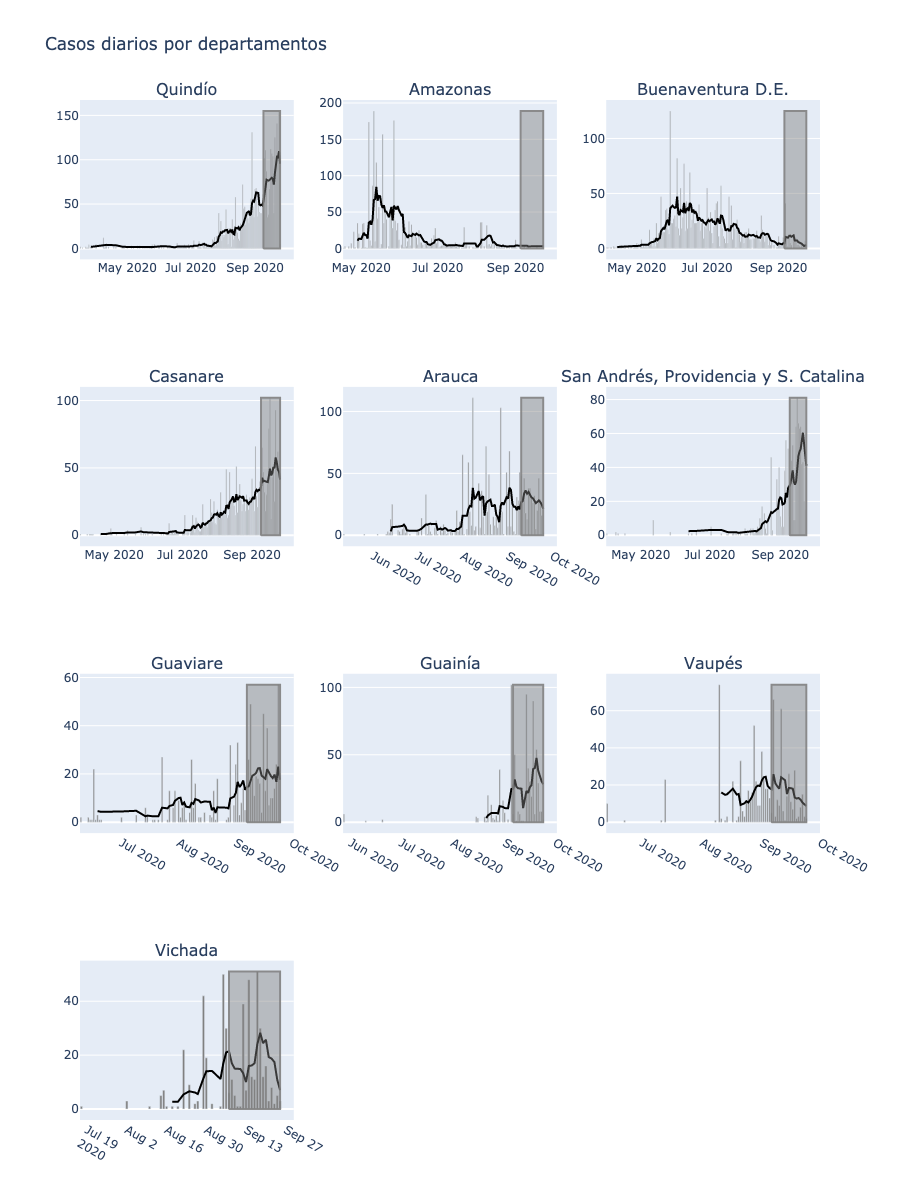 Casos diarios por departamentos
Quindío
Amazonas
Buenaventura D.E.
150
100
50
0
May 2020
Jul 2020
Sep 2020
200
150
100
50
0
May 2020
Jul 2020
Sep 2020
100
50
0
May 2020
Jul 2020
Sep 2020
Casanare
Arauca
San Andrés, Providencia y S. Catalina
100
50
0
May 2020
Jul 2020
Sep 2020
100
50
0
Jun 2020
Jul 2020
Aug 2020
Sep 2020
Oct 2020
80
60
40
20
0
May 2020
Jul 2020
Sep 2020
Guaviare
Guainía
Vaupés
60
40
20
0
Jul 2020
Aug 2020
Sep 2020
Oct 2020
100
50
0
Jun 2020
Jul 2020
Aug 2020
Sep 2020
Oct 2020
60
40
20
0
Jul 2020
Aug 2020
Sep 2020
Oct 2020
Vichada
40
20
0
Jul 19
2020
Aug 2
Aug 16
Aug 30
Sep 13
Sep 27